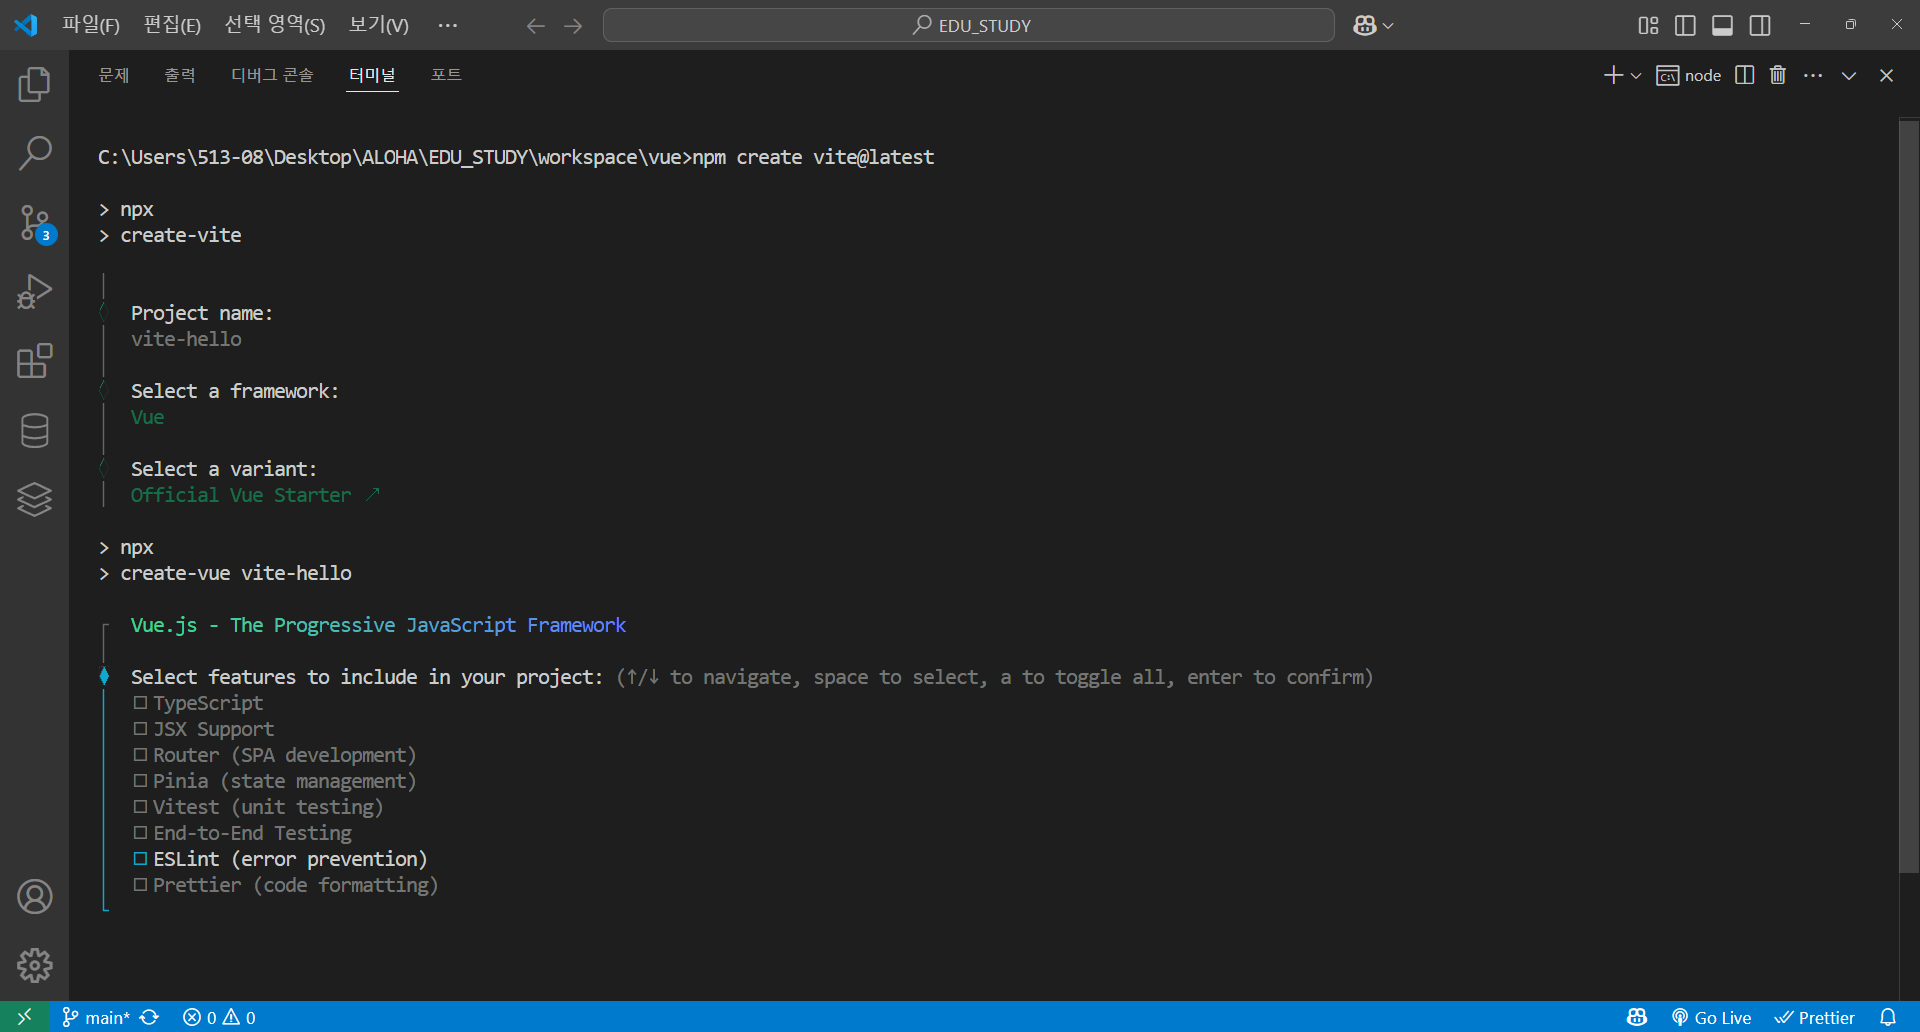 파일(F) 편집(E) 선택 영역(S) 보기(V) ··· EDU_STUDY
문제 출력 디버그 콘솔 터미널 포트 node
C:\Users\513-08\Desktop\ALOHA\EDU_STUDY\workspace\vue>npm create vite@latest
> npx
> create-vite
Project name:
vite-hello
Select a framework:
Vue
Select a variant:
Official Vue Starter ↗
> npx
> create-vue vite-hello
Vue.js - The Progressive JavaScript Framework
Select features to include in your project: (↑/↓ to navigate, space to select, a to toggle all, enter to confirm)
◻ TypeScript
◻ JSX Support
◻ Router (SPA development)
◻ Pinia (state management)
◻ Vitest (unit testing)
◻ End-to-End Testing
◻ ESLint (error prevention)
◻ Prettier (code formatting)
3
main* 0 0 Go Live Prettier